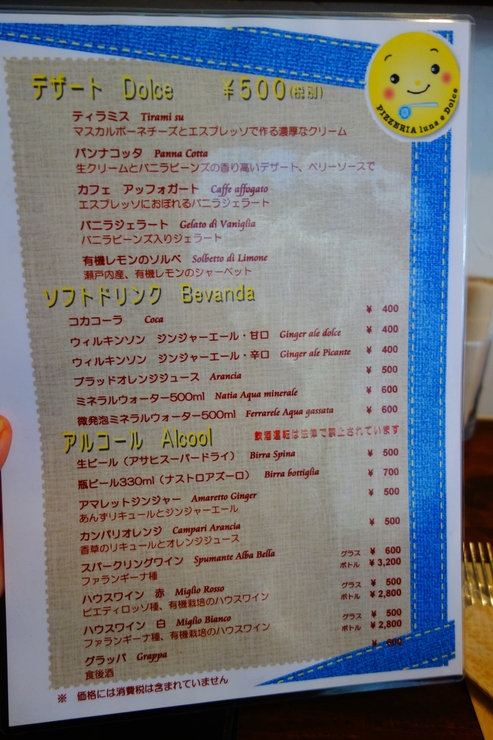 デザート Dolce ¥500(税別)
PIZZERIA luna e Dolce
ティラミス Tirami su
マスカルポーネチーズとエスプレッソで作る濃厚なクリーム
パンナコッタ Panna Cotta
生クリームとバニラビーンズの香り高いデザート、ベリーソースで
カフェ アッフォガート Caffe affogato
エスプレッソにおぼれるバニラジェラート
バニラジェラート Gelato di Vaniglia
バニラビーンズ入りジェラート
有機レモンのソルベ Solbetto di Limone
瀬戸内産、有機レモンのシャーベット
ソフトドリンク Bevanda
コカコーラ Coca ¥ 400
ウィルキンソン ジンジャーエール・甘口 Ginger ale dolce ¥ 400
ウィルキンソン ジンジャーエール・辛口 Ginger ale Picante ¥ 400
ブラッドオレンジジュース Arancia ¥ 500
ミネラルウォーター500ml Natia Aqua minerale ¥ 600
微発泡ミネラルウォーター500ml Ferrarele Aqua gassata ¥ 600
アルコール Alcool 飲酒運転は法律で禁止されています
生ビール（アサヒスーパードライ） Birra Spina ¥ 500
瓶ビール330ml（ナストロアズーロ） Birra bottiglia ¥ 700
アマレットジンジャー Amaretto Ginger ¥ 500
あんずリキュールとジンジャーエール
カンパリオレンジ Campari Arancia ¥ 500
香草のリキュールとオレンジジュース
スパークリングワイン Spumante Alba Bella グラス ¥ 600
ファランギーナ種 ボトル ¥ 3,200
ハウスワイン 赤 Miglio Rosso グラス ¥ 500
ピエディロッソ種、有機栽培のハウスワイン ボトル ¥ 2,800
ハウスワイン 白 Miglio Bianco グラス ¥ 500
ファランギーナ種、有機栽培のハウスワイン ボトル ¥ 2,800
グラッパ Grappa ¥ 600
食後酒
※ 価格には消費税は含まれていません